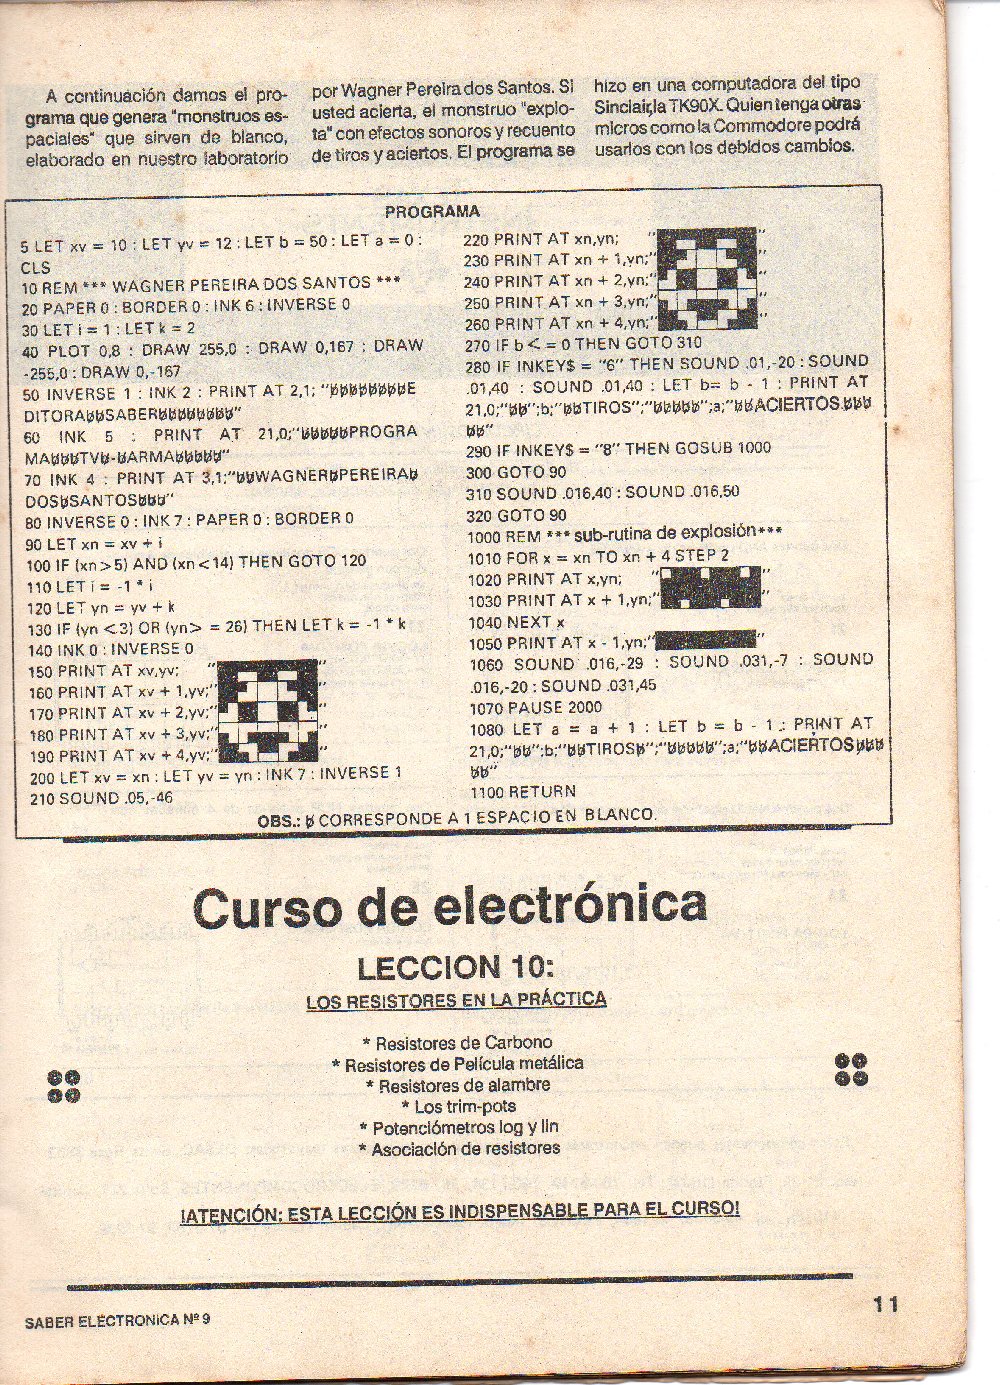 A continuación damos el pro-
grama que genera "monstruos es-
paciales" que sirven de blanco,
elaborado en nuestro laboratorio
por Wagner Pereira dos Santos. Si
usted acierta, el monstruo "explo-
ta" con efectos sonoros y recuento
de tiros y aciertos. El programa se
hizo en una computadora del tipo
Sinclair, la TK90X. Quien tenga otras
micros como la Commodore podrá
usarlos con los debidos cambios.
PROGRAMA
5 LET xv = 10 : LET yv = 12 : LET b = 50 : LET a = 0 :
CLS
10 REM *** WAGNER PEREIRA DOS SANTOS ***
20 PAPER 0 : BORDER 0 : INK 6 : INVERSE 0
30 LET i = 1 : LET k = 2
40 PLOT 0,8 : DRAW 255,0 : DRAW 0,167 : DRAW
-255,0 : DRAW 0,-167
50 INVERSE 1 : INK 2 : PRINT AT 2,1; "ƀƀƀƀƀƀƀƀE
DITORAƀƀSABERƀƀƀƀƀƀƀƀ"
60 INK 5 : PRINT AT 21,0;"ƀƀƀƀƀPROGRA
MAƀƀƀTVƀ-ƀARMAƀƀƀƀƀ"
70 INK 4 : PRINT AT 3,1;"ƀƀWAGNERƀPEREIRAƀ
DOSƀSANTOSƀƀƀ"
80 INVERSE 0 : INK 7 : PAPER 0 : BORDER 0
90 LET xn = xv + i
100 IF (xn > 5) AND (xn < 14) THEN GOTO 120
110 LET i = -1 * i
120 LET yn = yv + k
130 IF (yn < 3) OR (yn > = 26) THEN LET k = -1 * k
140 INK 0 : INVERSE 0
150 PRINT AT xv,yv; " "
160 PRINT AT xv + 1,yv;" "
170 PRINT AT xv + 2,yv;" "
180 PRINT AT xv + 3,yv;" "
190 PRINT AT xv + 4,yv;" "
200 LET xv = xn : LET yv = yn : INK 7 : INVERSE 1
210 SOUND .05,-46
220 PRINT AT xn,yn; " "
230 PRINT AT xn + 1,yn;" "
240 PRINT AT xn + 2,yn;" "
250 PRINT AT xn + 3,yn;" "
260 PRINT AT xn + 4,yn;" "
270 IF b < = 0 THEN GOTO 310
280 IF INKEY$ = "6" THEN SOUND .01,-20 : SOUND
.01,40 : SOUND .01,40 : LET b= b - 1 : PRINT AT
21,0;"ƀƀ";b;"ƀƀTIROS";"ƀƀƀƀƀ";a;"ƀƀACIERTOSƀƀƀ
ƀƀ"
290 IF INKEY$ = "8" THEN GOSUB 1000
300 GOTO 90
310 SOUND .016,40 : SOUND .016,50
320 GOTO 90
1000 REM *** sub-rutina de explosión***
1010 FOR x = xn TO xn + 4 STEP 2
1020 PRINT AT x,yn; " "
1030 PRINT AT x + 1,yn;" "
1040 NEXT x
1050 PRINT AT x - 1,yn;" "
1060 SOUND .016,-29 : SOUND .031,-7 : SOUND
.016,-20 : SOUND .031,45
1070 PAUSE 2000
1080 LET a = a + 1 : LET b = b - 1 : PRINT AT
21,0;"ƀƀ";b;"ƀƀTIROSƀ";"ƀƀƀƀƀ";a;"ƀƀACIERTOSƀƀƀ
ƀƀ"
1100 RETURN
OBS.: ƀ CORRESPONDE A 1 ESPACIO EN BLANCO.
Curso de electrónica
LECCION 10:
LOS RESISTORES EN LA PRÁCTICA
* Resistores de Carbono
* Resistores de Película metálica
* Resistores de alambre
* Los trim-pots
* Potenciómetros log y lin
* Asociación de resistores
¡ATENCIÓN: ESTA LECCIÓN ES INDISPENSABLE PARA EL CURSO!
SABER ELECTRONICA Nº 9
11